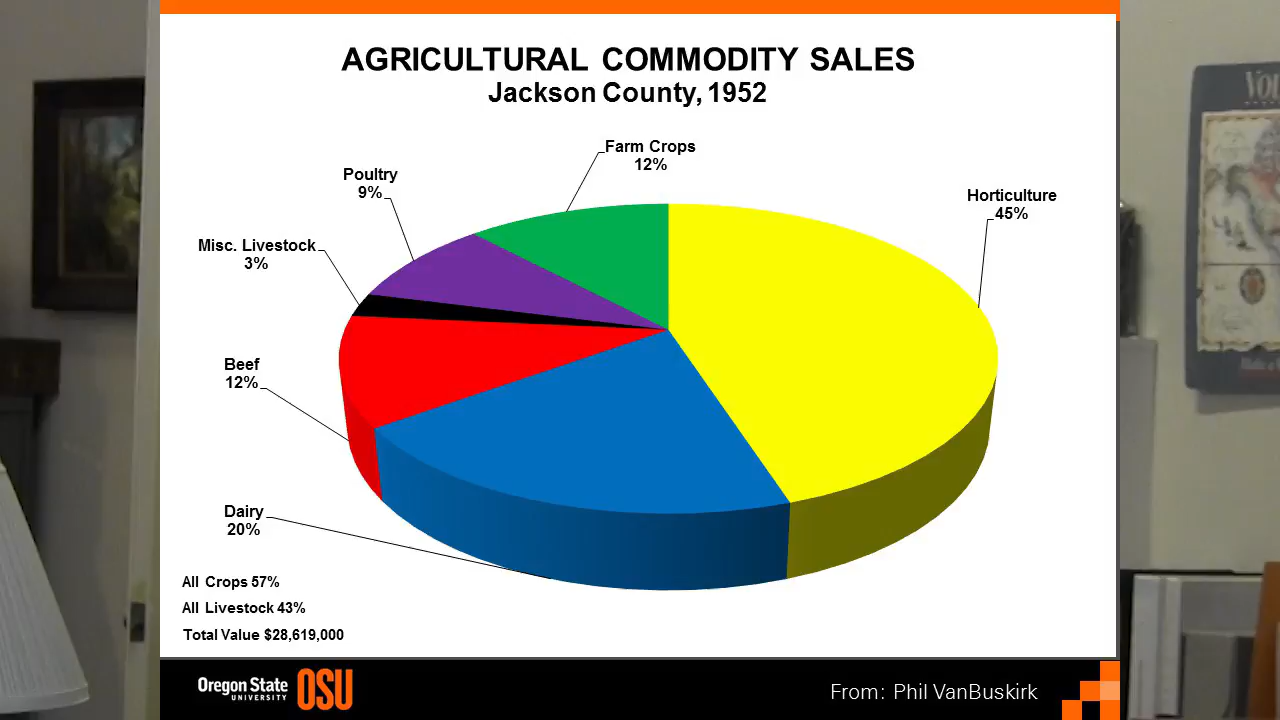 AGRICULTURAL COMMODITY SALES
Jackson County, 1952
Farm Crops
12%
Poultry
9%
Horticulture
45%
Misc. Livestock
3%
Beef
12%
Dairy
20%
All Crops 57%
All Livestock 43%
Total Value $28,619,000
Oregon State
UNIVERSITY
OSU
From: Phil VanBuskirk